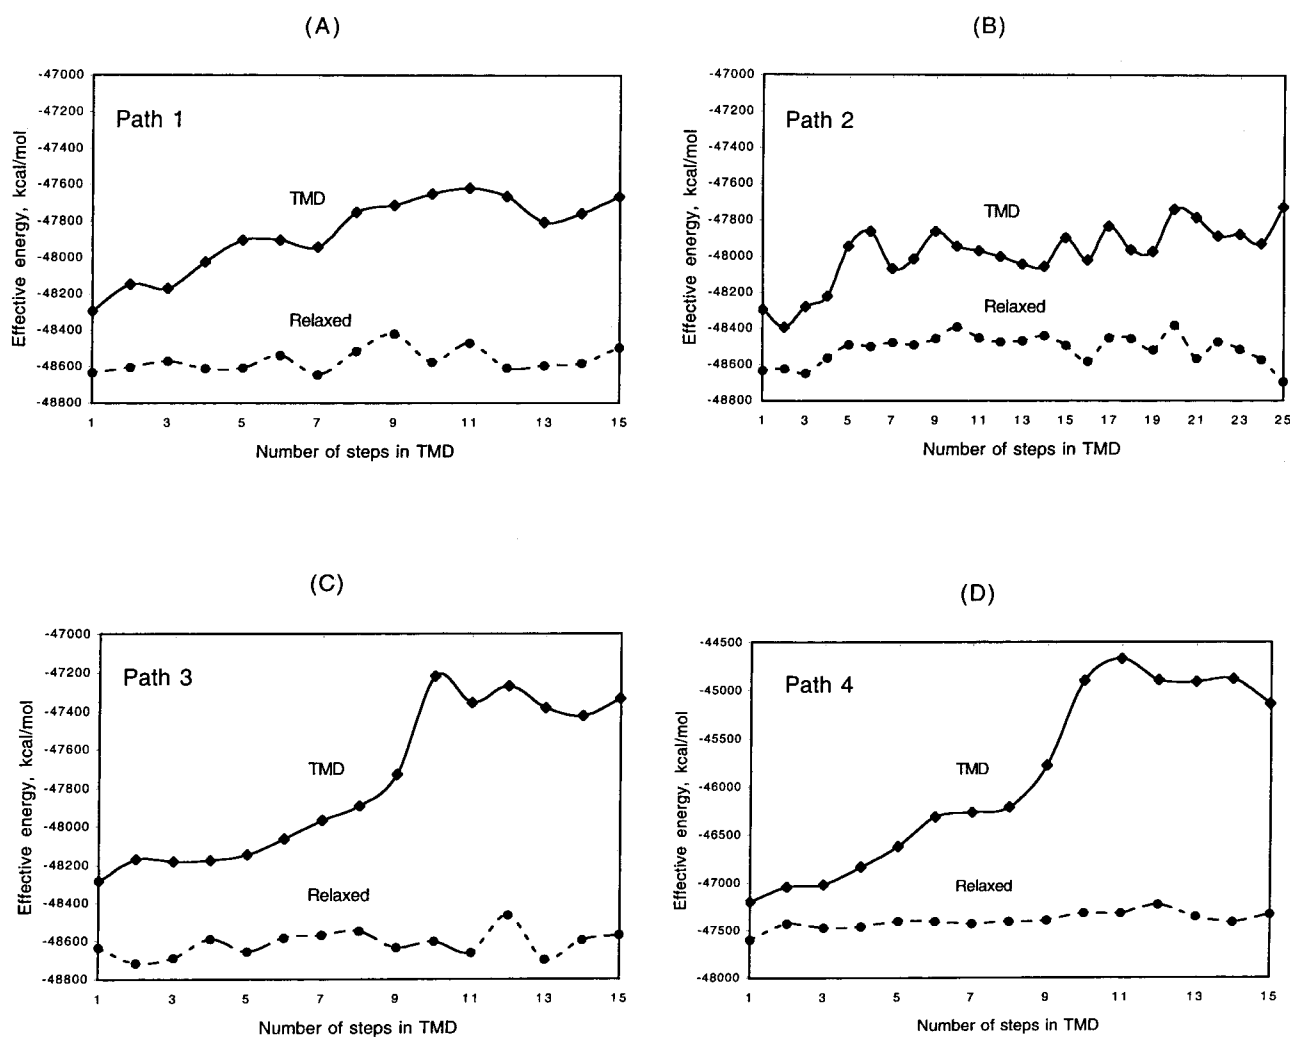 (A)
Effective energy, kcal/mol
-47000
-47200
-47400
-47600
-47800
-48000
-48200
-48400
-48600
-48800
Path 1
TMD
Relaxed
1 3 5 7 9 11 13 15
Number of steps in TMD
(B)
Effective energy, kcal/mol
-47000
-47200
-47400
-47600
-47800
-48000
-48200
-48400
-48600
-48800
Path 2
TMD
Relaxed
1 3 5 7 9 11 13 15 17 19 21 23 25
Number of steps in TMD
(C)
Effective energy, kcal/mol
-47000
-47200
-47400
-47600
-47800
-48000
-48200
-48400
-48600
-48800
Path 3
TMD
Relaxed
1 3 5 7 9 11 13 15
Number of steps in TMD
(D)
Effective energy, kcal/mol
-44500
-45000
-45500
-46000
-46500
-47000
-47500
-48000
Path 4
TMD
Relaxed
1 3 5 7 9 11 13 15
Number of steps in TMD